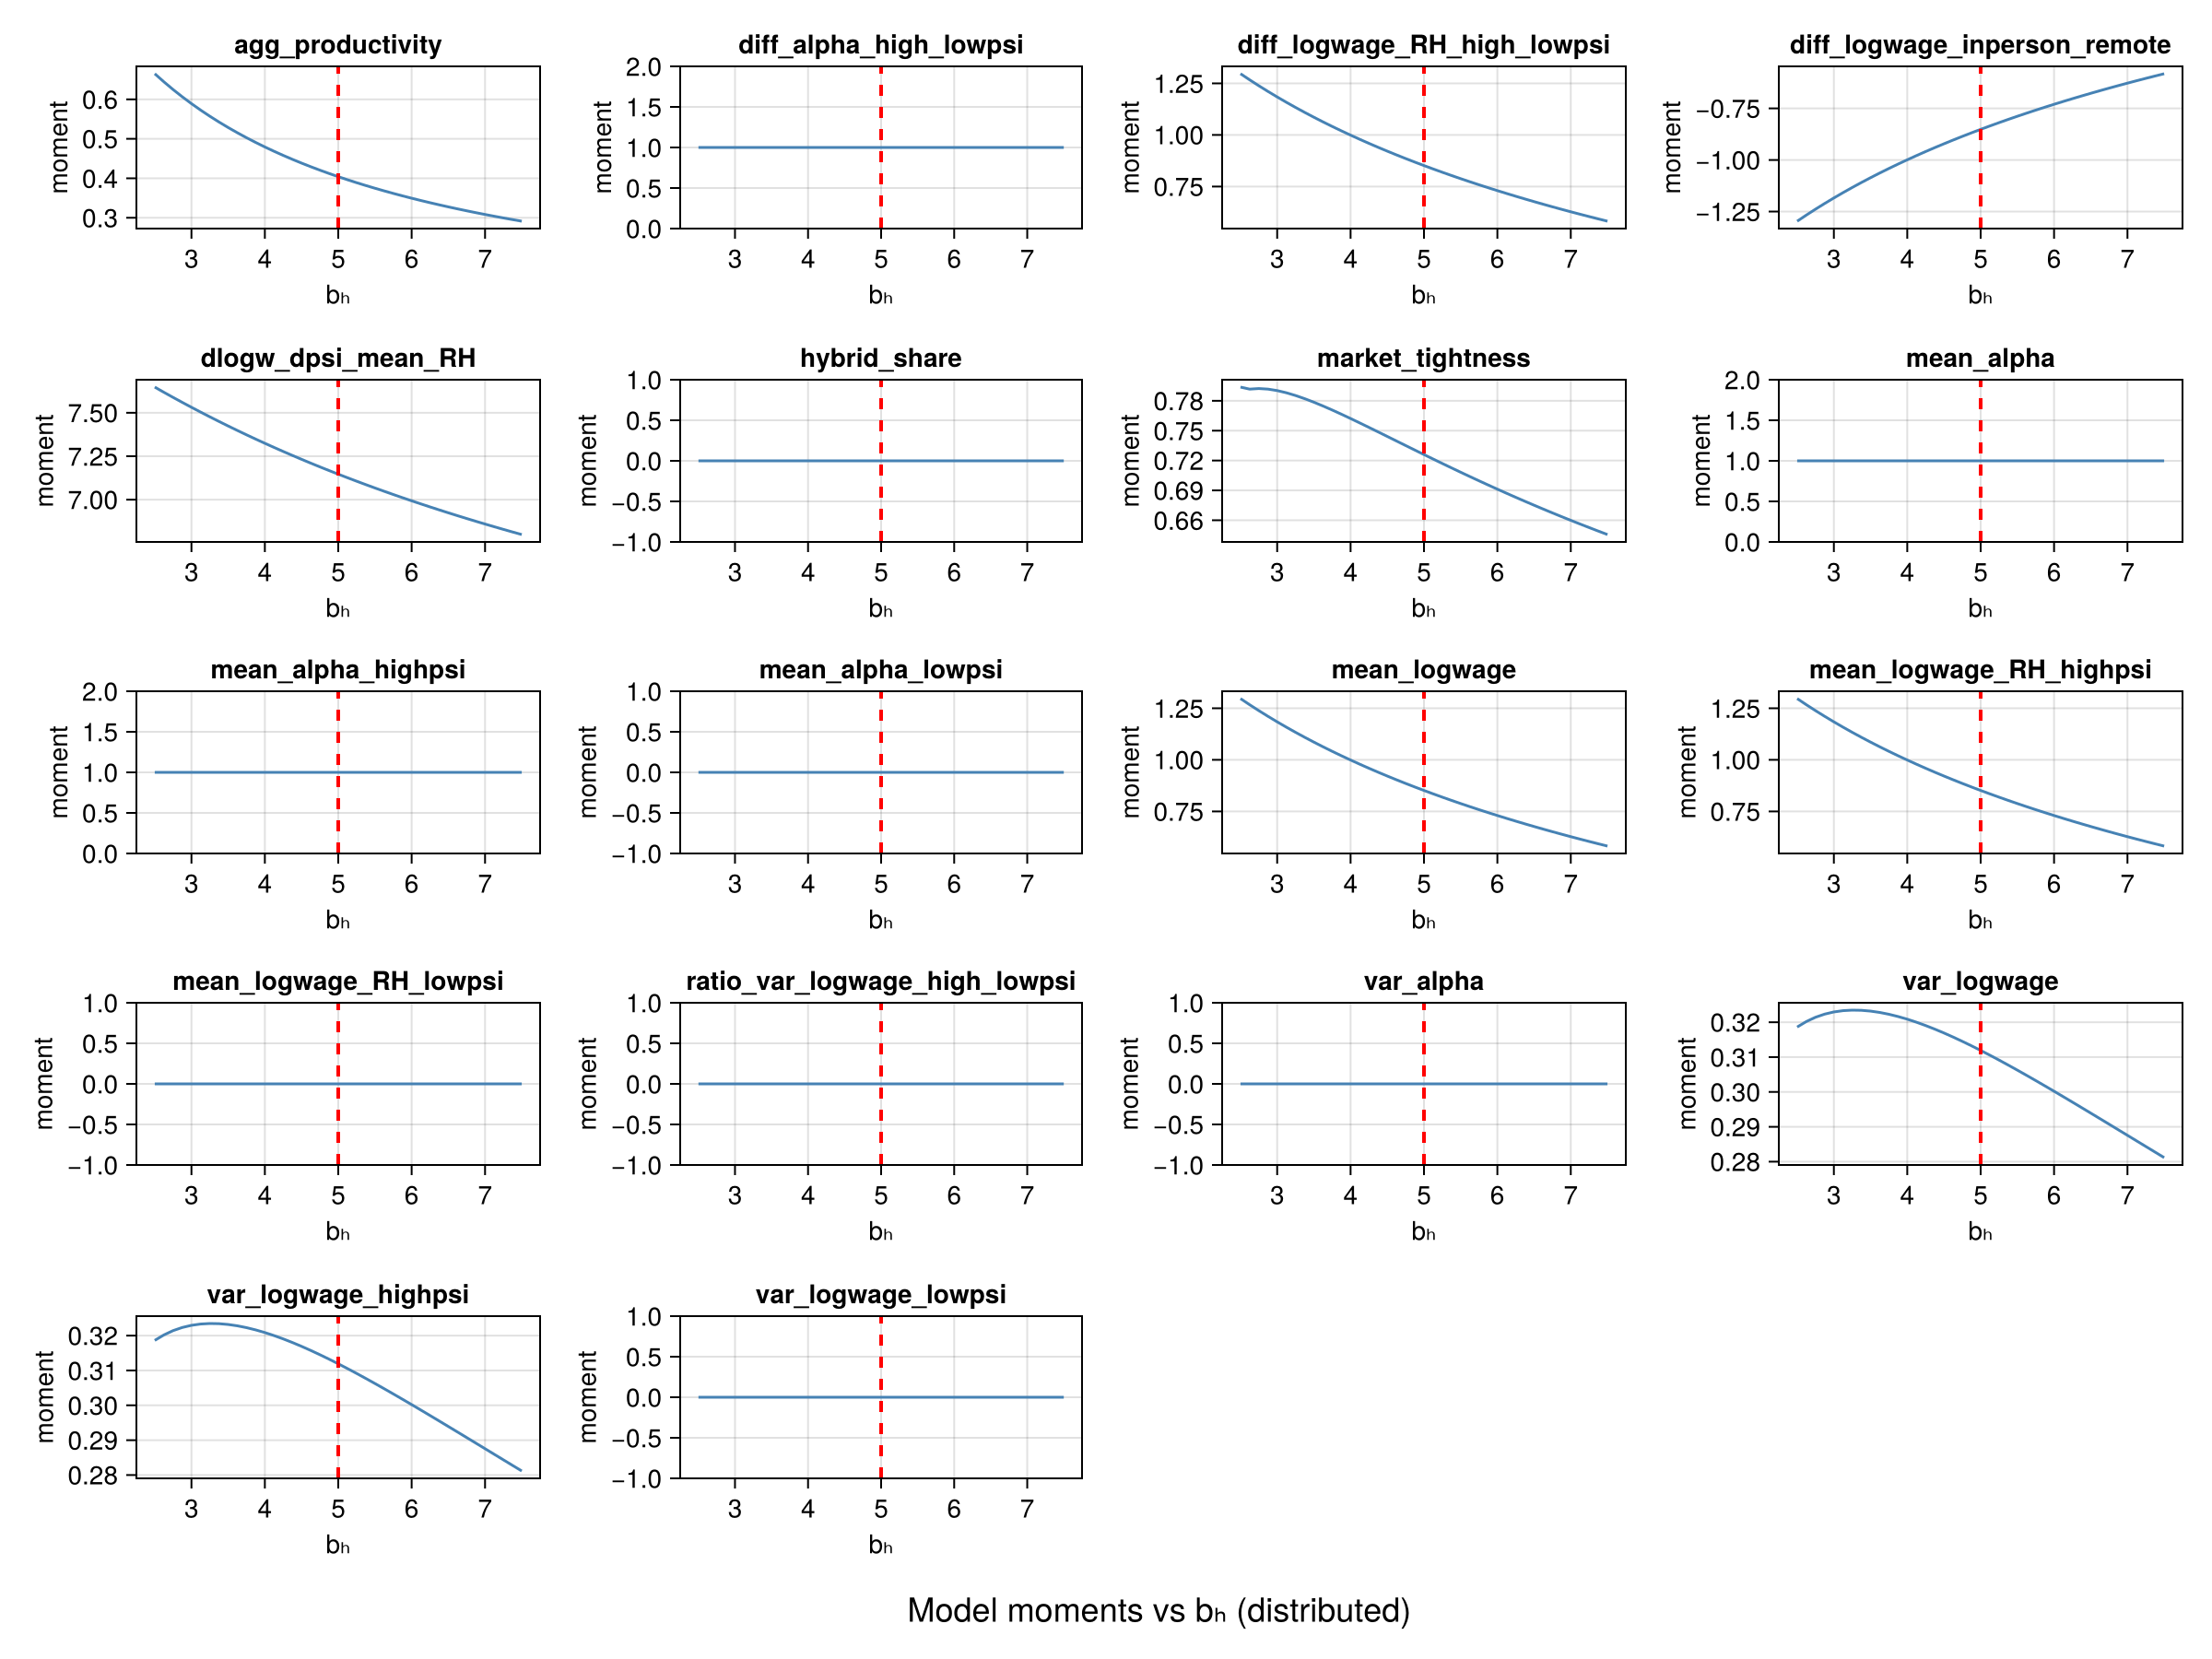 agg_productivity
moment
0.6
0.5
0.4
0.3
3 4 5 6 7
bₕ
diff_alpha_high_lowpsi
moment
2.0
1.5
1.0
0.5
0.0
3 4 5 6 7
bₕ
diff_logwage_RH_high_lowpsi
moment
1.25
1.00
0.75
3 4 5 6 7
bₕ
diff_logwage_inperson_remote
moment
−0.75
−1.00
−1.25
3 4 5 6 7
bₕ
dlogw_dpsi_mean_RH
moment
7.50
7.25
7.00
3 4 5 6 7
bₕ
hybrid_share
moment
1.0
0.5
0.0
−0.5
−1.0
3 4 5 6 7
bₕ
market_tightness
moment
0.78
0.75
0.72
0.69
0.66
3 4 5 6 7
bₕ
mean_alpha
moment
2.0
1.5
1.0
0.5
0.0
3 4 5 6 7
bₕ
mean_alpha_highpsi
moment
2.0
1.5
1.0
0.5
0.0
3 4 5 6 7
bₕ
mean_alpha_lowpsi
moment
1.0
0.5
0.0
−0.5
−1.0
3 4 5 6 7
bₕ
mean_logwage
moment
1.25
1.00
0.75
3 4 5 6 7
bₕ
mean_logwage_RH_highpsi
moment
1.25
1.00
0.75
3 4 5 6 7
bₕ
mean_logwage_RH_lowpsi
moment
1.0
0.5
0.0
−0.5
−1.0
3 4 5 6 7
bₕ
ratio_var_logwage_high_lowpsi
moment
1.0
0.5
0.0
−0.5
−1.0
3 4 5 6 7
bₕ
var_alpha
moment
1.0
0.5
0.0
−0.5
−1.0
3 4 5 6 7
bₕ
var_logwage
moment
0.32
0.31
0.30
0.29
0.28
3 4 5 6 7
bₕ
var_logwage_highpsi
moment
0.32
0.31
0.30
0.29
0.28
3 4 5 6 7
bₕ
var_logwage_lowpsi
moment
1.0
0.5
0.0
−0.5
−1.0
3 4 5 6 7
bₕ
Model moments vs bₕ (distributed)